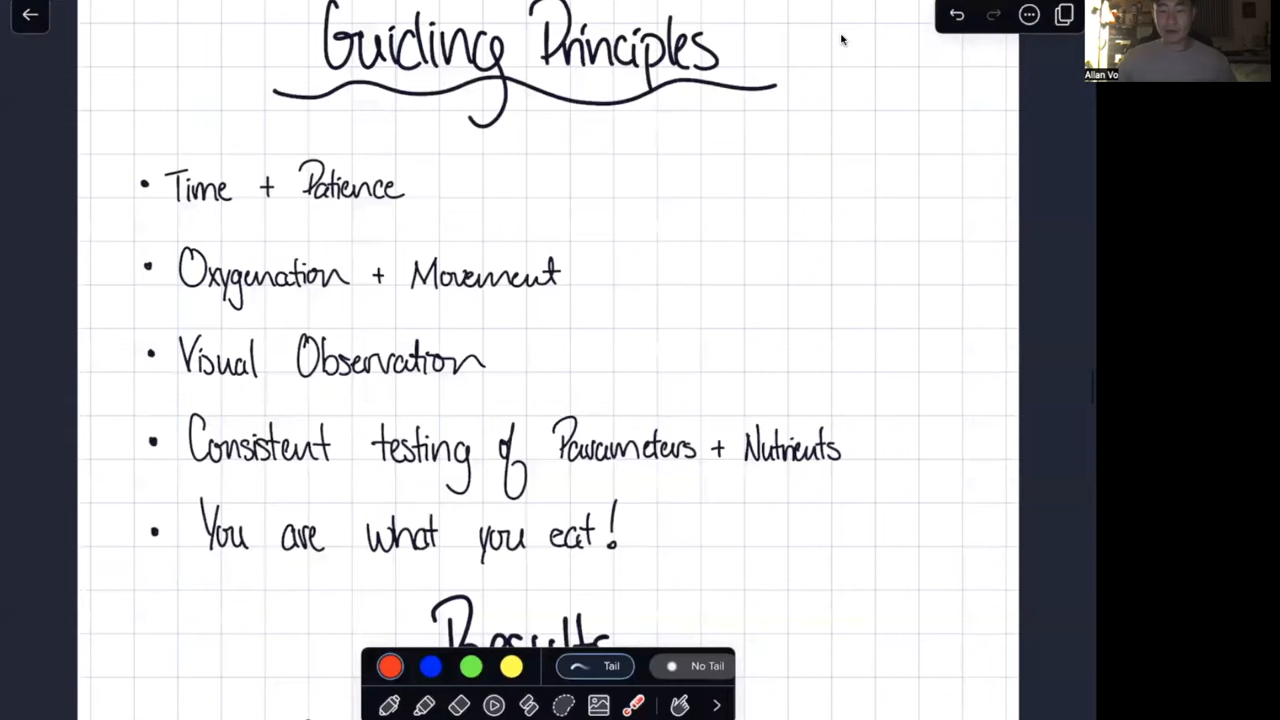 Guiding Principles
Allan Vo
• Time + Patience
• Oxygenation + Movement
• Visual Observation
• Consistent testing of Parameters + Nutrients
• You are what you eat!
Results
Tail
No Tail